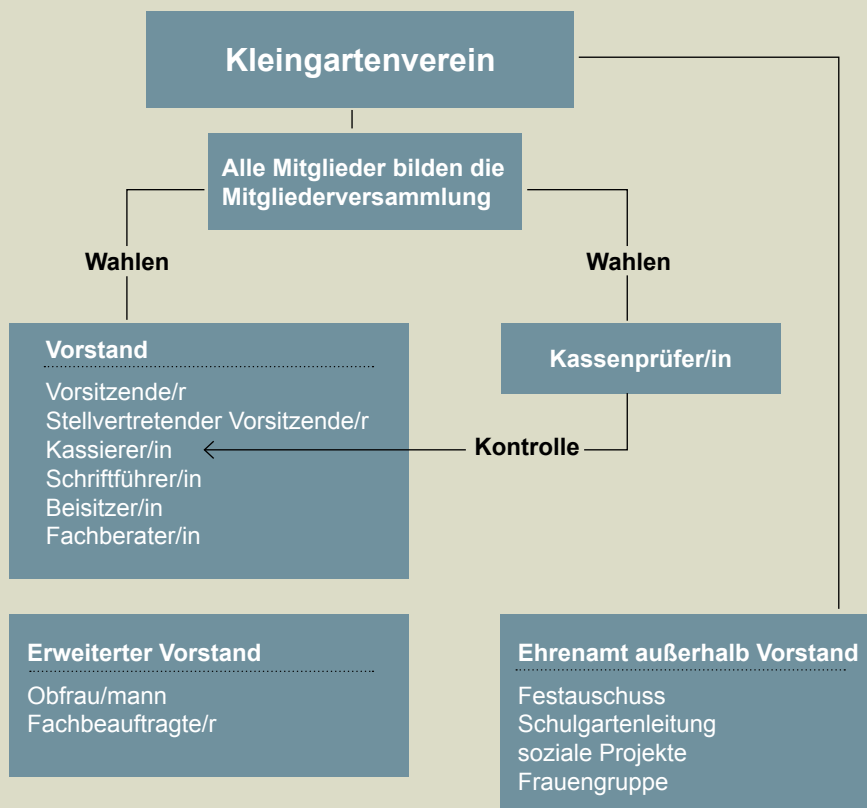 Kleingartenverein
Alle Mitglieder bilden die
Mitgliederversammlung
Wahlen
Wahlen
Vorstand
Vorsitzende/r
Stellvertretender Vorsitzende/r
Kassierer/in
Schriftführer/in
Beisitzer/in
Fachberater/in
Kassenprüfer/in
Kontrolle
Erweiterter Vorstand
Obfrau/mann
Fachbeauftragte/r
Ehrenamt außerhalb Vorstand
Festauschuss
Schulgartenleitung
soziale Projekte
Frauengruppe